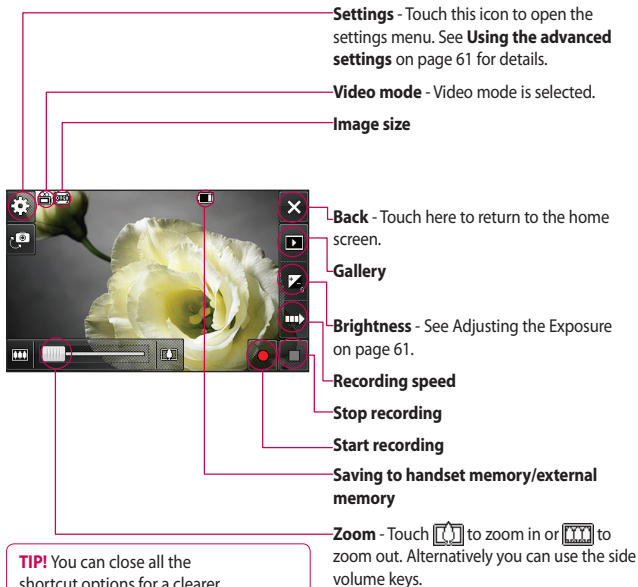 Settings - Touch this icon to open the
settings menu. See Using the advanced
settings on page 61 for details.
Video mode - Video mode is selected.
Image size
Back - Touch here to return to the home
screen.
Gallery
Brightness - See Adjusting the Exposure
on page 61.
Recording speed
Stop recording
Start recording
Saving to handset memory/external
memory
Zoom - Touch to zoom in or to
zoom out. Alternatively you can use the side
volume keys.
TIP! You can close all the
shortcut options for a clearer